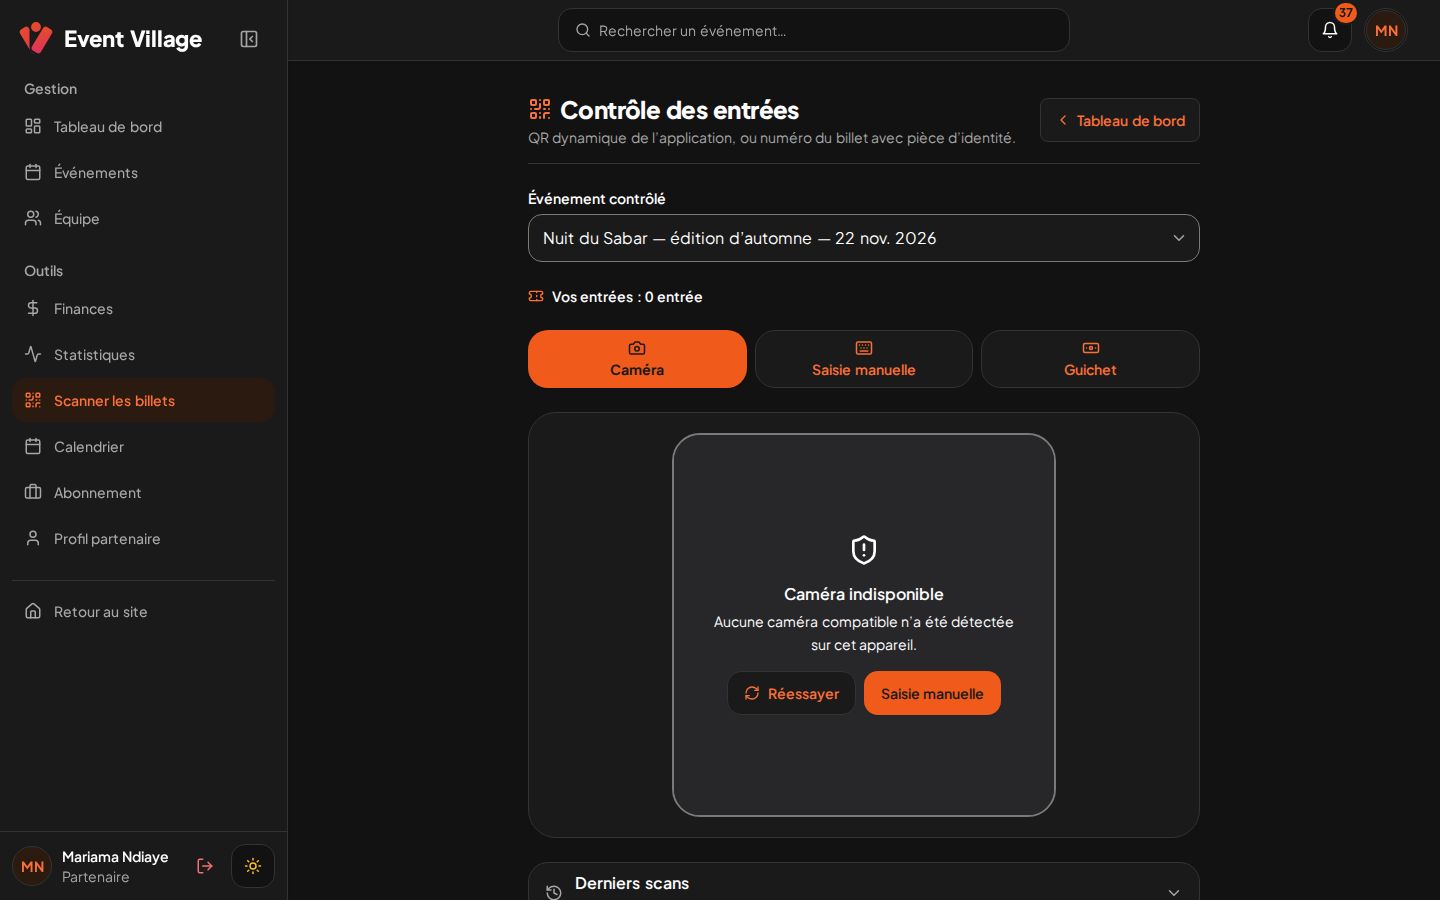 Event Village
Rechercher un événement...
37
MN
Gestion
Tableau de bord
Événements
Équipe
Outils
Finances
Statistiques
Scanner les billets
Calendrier
Abonnement
Profil partenaire
Retour au site
MN
Mariama Ndiaye
Partenaire
Contrôle des entrées
QR dynamique de l’application, ou numéro du billet avec pièce d’identité.
Tableau de bord
Événement contrôlé
Nuit du Sabar — édition d’automne — 22 nov. 2026
Vos entrées : 0 entrée
Caméra
Saisie manuelle
Guichet
Caméra indisponible
Aucune caméra compatible n’a été détectée
sur cet appareil.
Réessayer
Saisie manuelle
Derniers scans